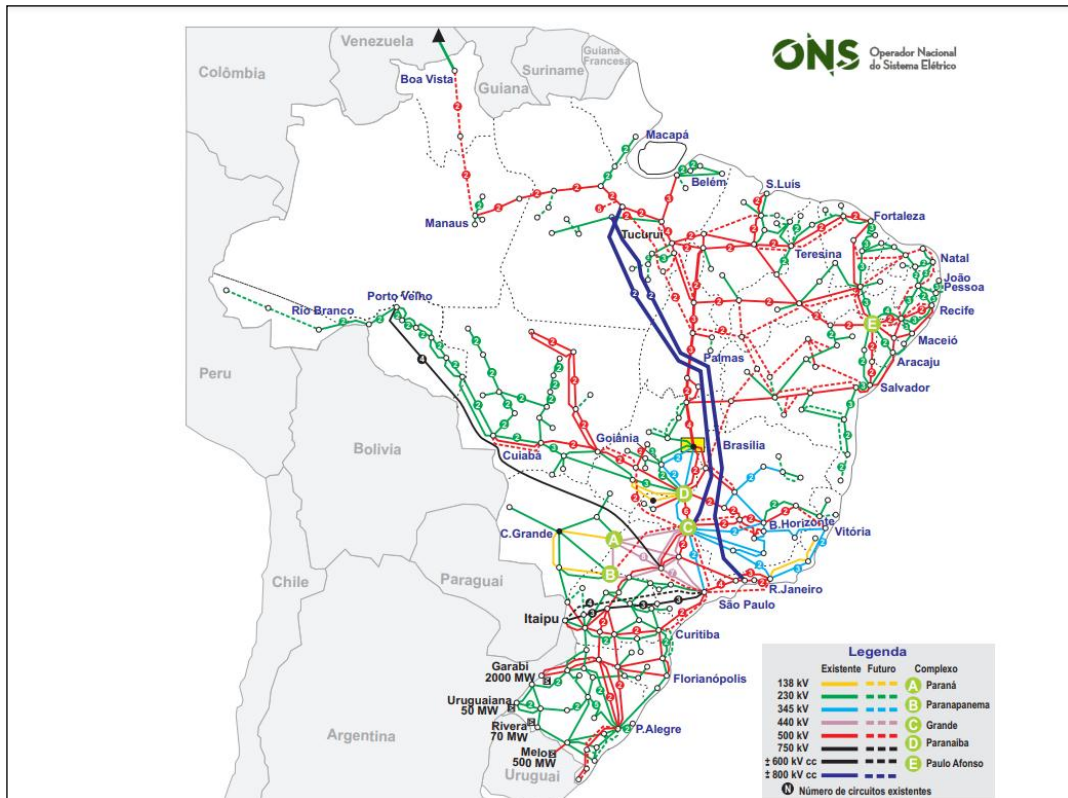 Venezuela
Guiana
Francesa
Suriname
Guiana
Colômbia
Boa Vista
ONS
Operador Nacional
do Sistema Elétrico
Macapá
Belém
S.Luís
Manaus
Fortaleza
Tucuruí
Teresina
Natal
João
Pessoa
Porto Velho
Rio Branco
Recife
E
Maceió
Peru
Palmas
Aracaju
Salvador
Bolivia
Goiânia
Brasília
Cuiabá
D
C.Grande
A
C
B.Horizonte
Vitória
B
Chile
Paraguai
R.Janeiro
São Paulo
Itaipu
Curitiba
Garabi
2000 MW
Florianópolis
Uruguaiana
50 MW
Rivera
70 MW
P.Alegre
Argentina
Melo
500 MW
Uruguai
Legenda
Existente Futuro Complexo
138 kV A Paraná
230 kV
345 kV B Paranapanema
440 kV C Grande
500 kV
750 kV D Paranaiba
± 600 kV cc E Paulo Afonso
± 800 kV cc
N Número de circuitos existentes